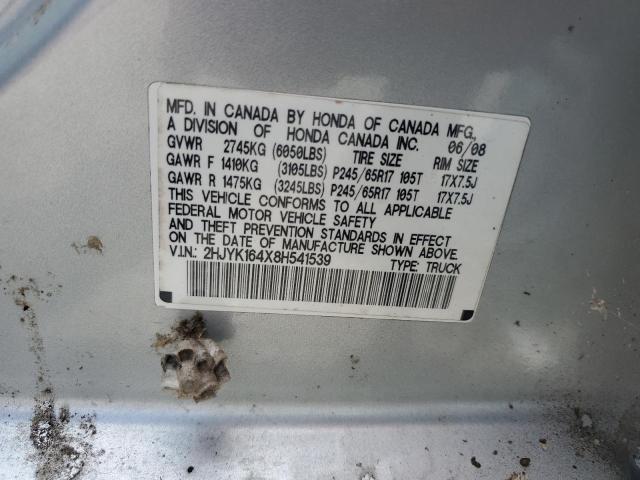 MFD. IN CANADA BY HONDA OF CANADA MFG.,
A DIVISION OF HONDA CANADA INC. 06/08
GVWR 2745KG (6050LBS) TIRE SIZE RIM SIZE
GAWR F 1410KG (3105LBS) P245/65R17 105T 17X7.5J
GAWR R 1475KG (3245LBS) P245/65R17 105T 17X7.5J
THIS VEHICLE CONFORMS TO ALL APPLICABLE
FEDERAL MOTOR VEHICLE SAFETY
AND THEFT PREVENTION STANDARDS IN EFFECT
ON THE DATE OF MANUFACTURE SHOWN ABOVE.
V.I.N.: 2HJYK164X8H541539 TYPE: TRUCK